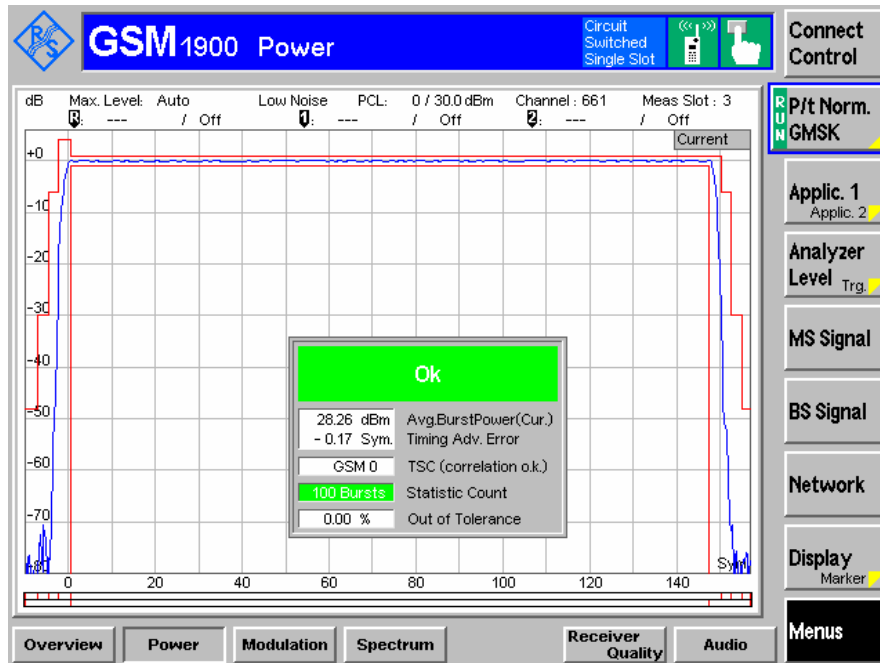 R&S
GSM 1900 Power
Circuit
Switched
Single Slot
Connect
Control
dB Max. Level: Auto Low Noise PCL: 0 / 30.0 dBm Channel : 661 Meas Slot : 3
R: --- / Off 1: --- / Off 2: --- / Off
Current
RUN
P/t Norm.
GMSK
Applic. 1
Applic. 2
Analyzer
Level Trg.
MS Signal
BS Signal
Network
Display
Marker
Menus
+0
-10
-20
-30
-40
-50
-60
-70
-80
Ok
28.26 dBm Avg.BurstPower(Cur.)
- 0.17 Sym. Timing Adv. Error
GSM 0 TSC (correlation o.k.)
100 Bursts Statistic Count
0.00 % Out of Tolerance
Sym
0 20 40 60 80 100 120 140
Overview Power Modulation Spectrum Receiver Quality Audio